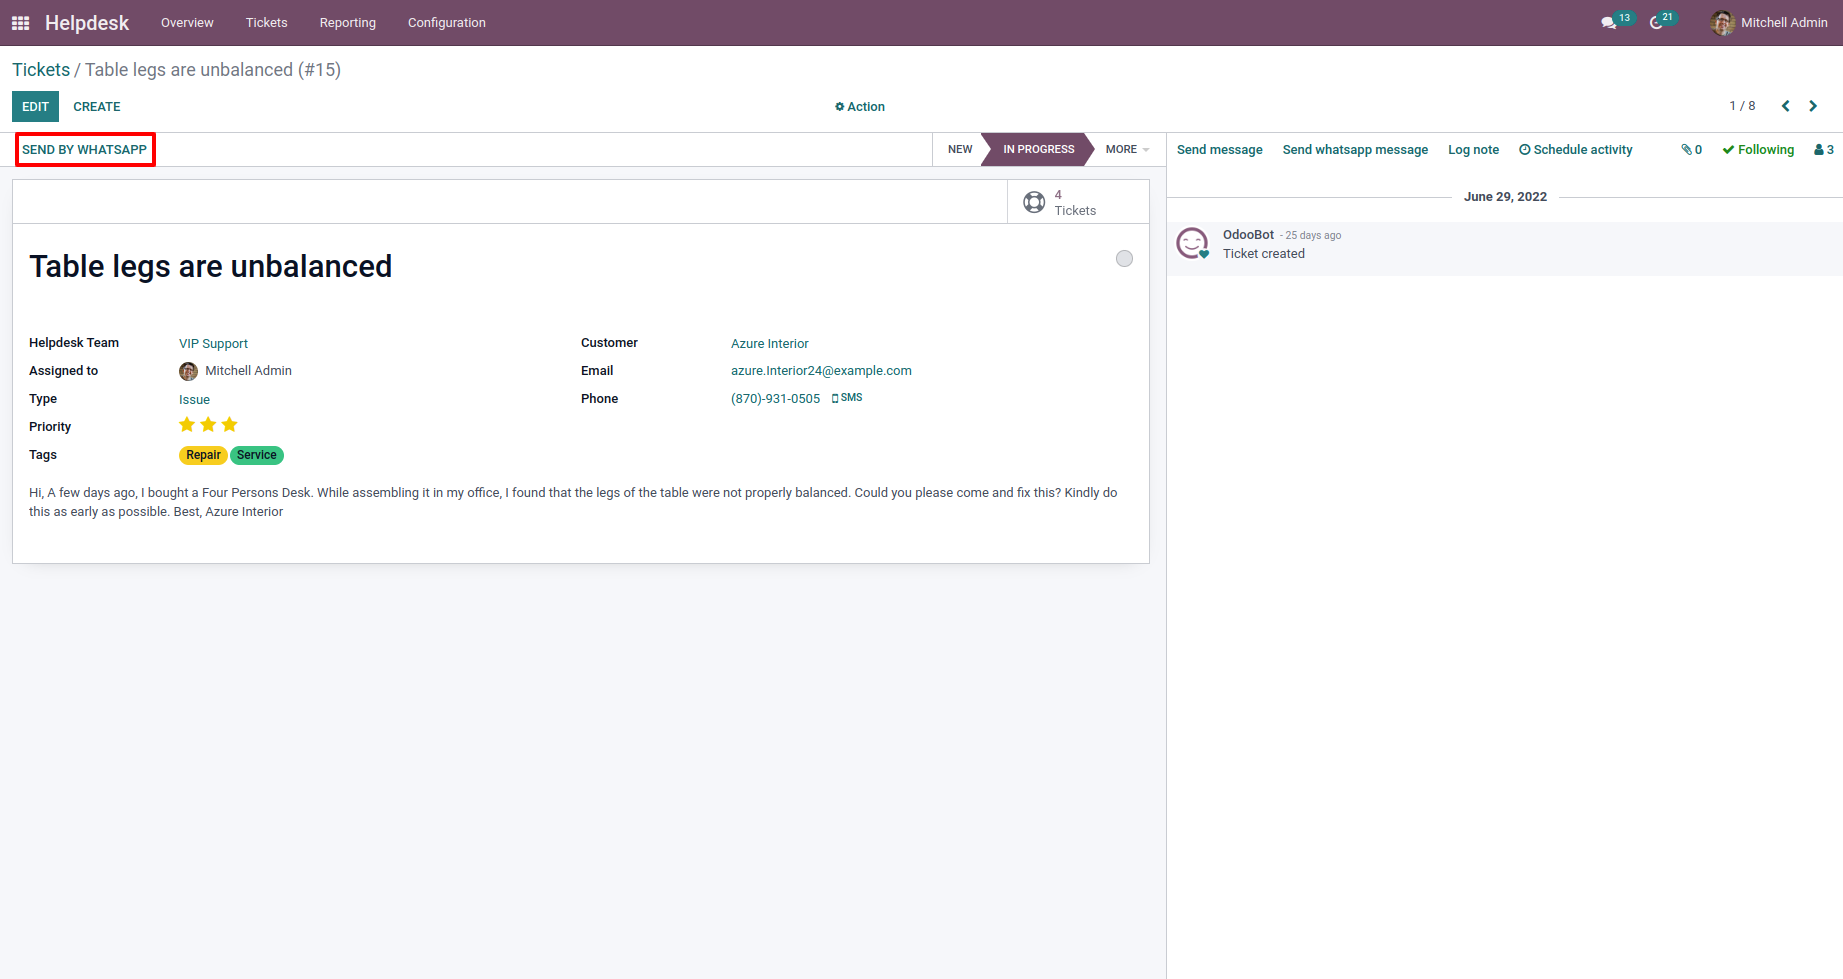 Helpdesk Overview Tickets Reporting Configuration 13 21 Mitchell Admin
Tickets / Table legs are unbalanced (#15)
EDIT CREATE Action 1 / 8
SEND BY WHATSAPP NEW IN PROGRESS MORE Send message Send whatsapp message Log note Schedule activity 0 Following 3
4
Tickets
June 29, 2022
OdooBot - 25 days ago
Ticket created
Table legs are unbalanced
Helpdesk Team VIP Support Customer Azure Interior
Assigned to Mitchell Admin Email azure.Interior24@example.com
Type Issue Phone (870)-931-0505 SMS
Priority
Tags Repair Service
Hi, A few days ago, I bought a Four Persons Desk. While assembling it in my office, I found that the legs of the table were not properly balanced. Could you please come and fix this? Kindly do
this as early as possible. Best, Azure Interior